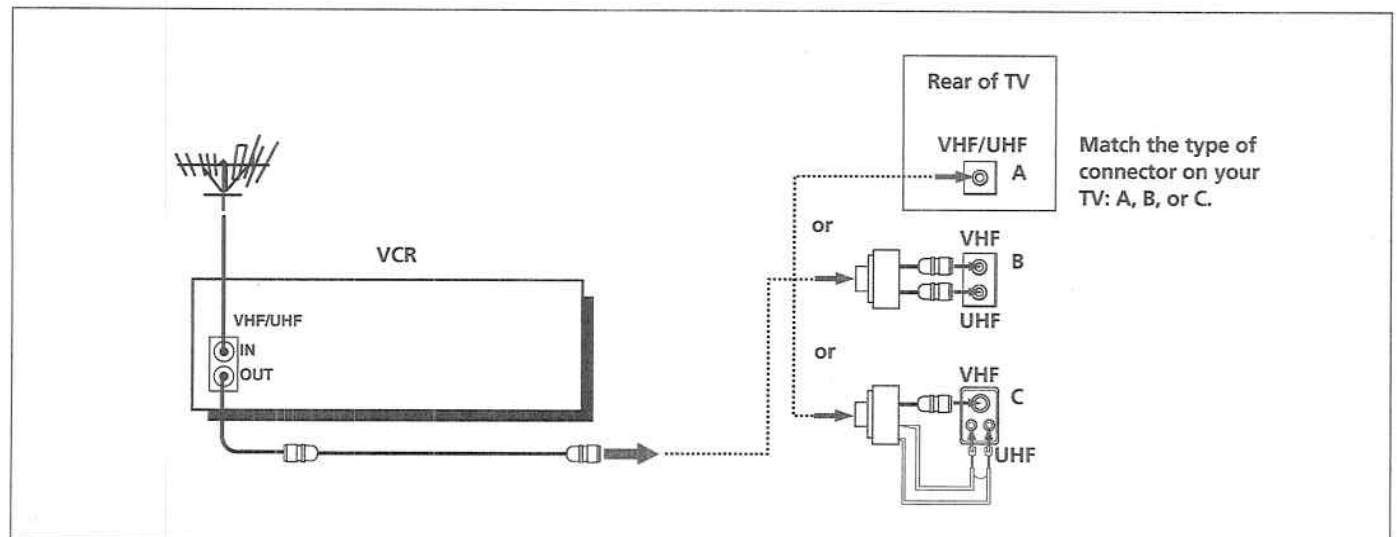 Rear of TV
VHF/UHF
A
Match the type of
connector on your
TV: A, B, or C.
or
VHF
B
UHF
VCR
VHF/UHF
IN
OUT
or
VHF
C
UHF